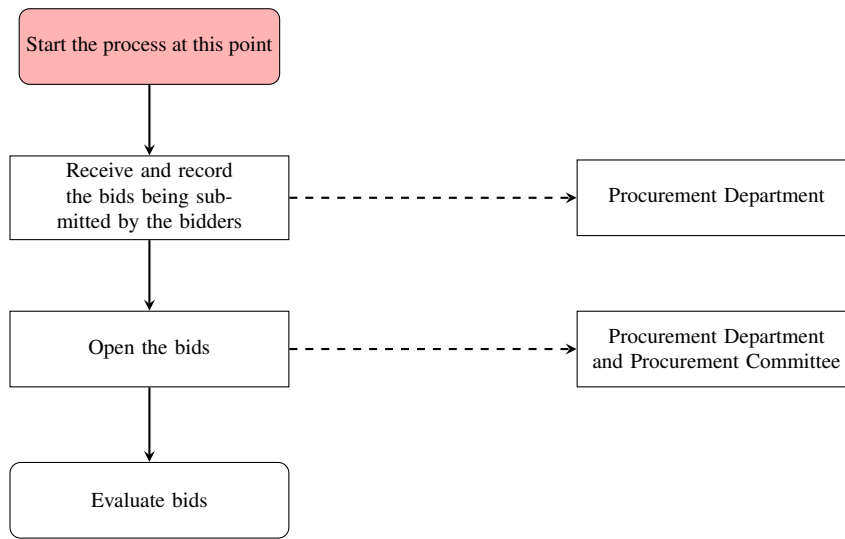 Start the process at this point
Receive and record
the bids being sub-
mitted by the bidders
Procurement Department
Open the bids
Procurement Department
and Procurement Committee
Evaluate bids